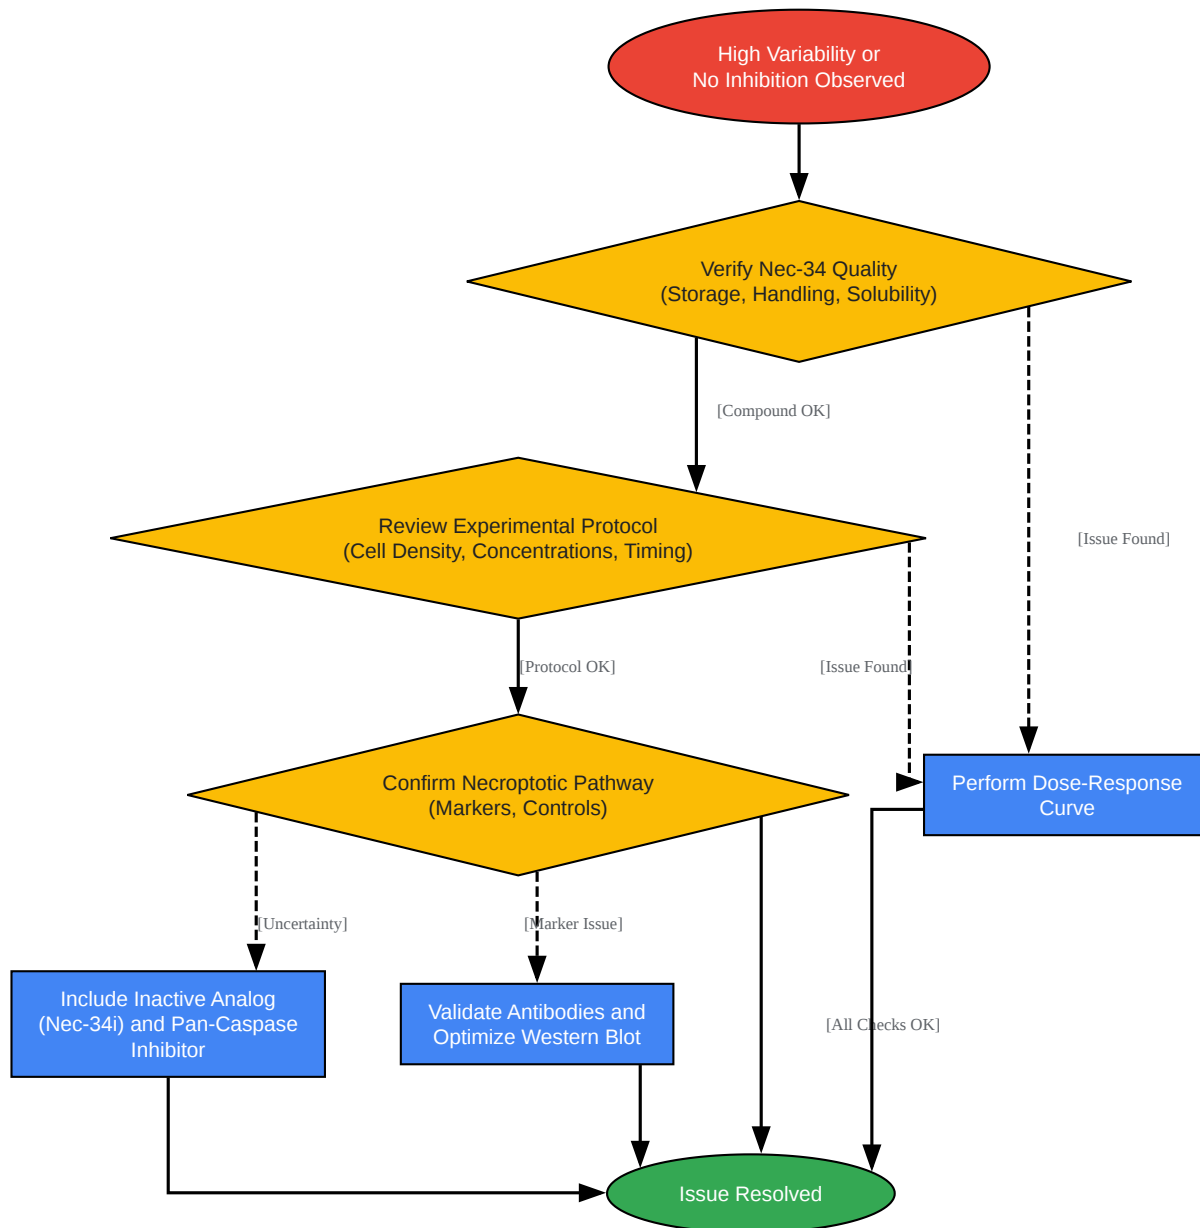 High Variability or
No Inhibition Observed
Verify Nec-34 Quality
(Storage, Handling, Solubility)
[Compound OK]
Review Experimental Protocol
(Cell Density, Concentrations, Timing)
[Issue Found]
[Protocol OK]
[Issue Found]
Confirm Necroptotic Pathway
(Markers, Controls)
Perform Dose-Response
Curve
[Uncertainty]
[Marker Issue]
Include Inactive Analog
(Nec-34i) and Pan-Caspase
Inhibitor
Validate Antibodies and
Optimize Western Blot
[All Checks OK]
Issue Resolved